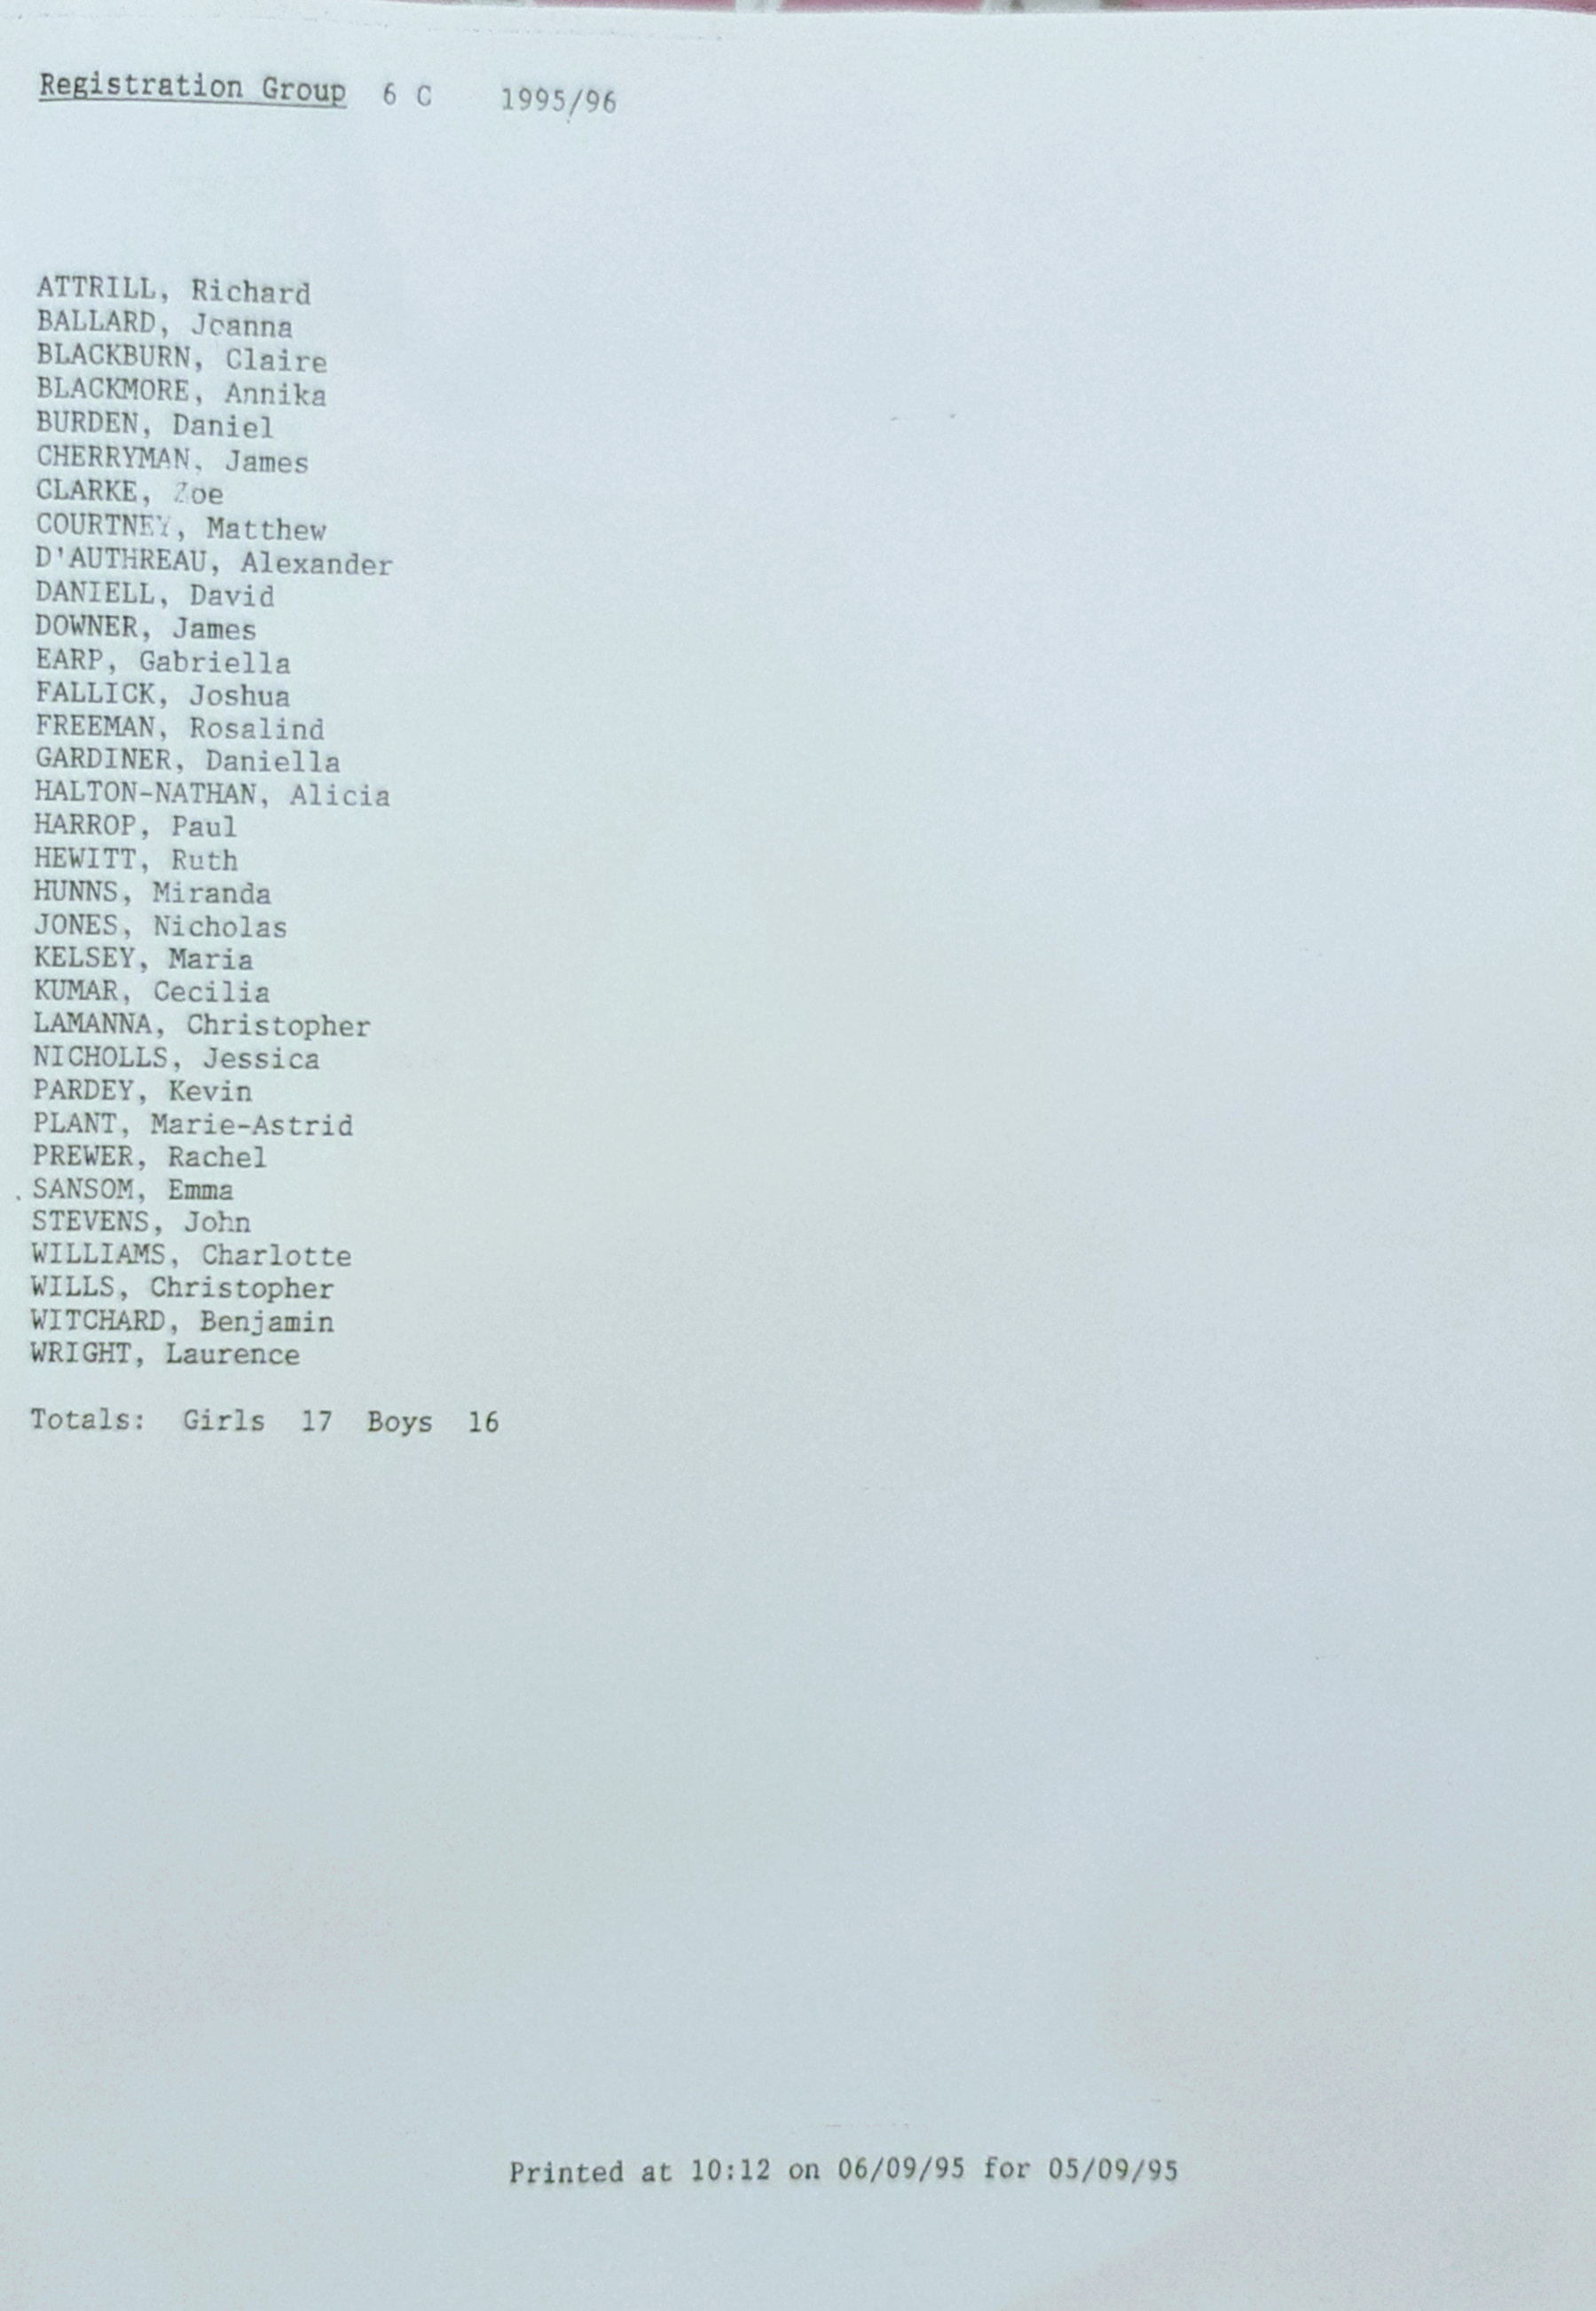 Registration Group 6 C 1995/96
ATTRILL, Richard
BALLARD, Joanna
BLACKBURN, Claire
BLACKMORE, Annika
BURDEN, Daniel
CHERRYMAN, James
CLARKE, Zoe
COURTNEY, Matthew
D'AUTHREAU, Alexander
DANIELL, David
DOWNER, James
EARP, Gabriella
FALLICK, Joshua
FREEMAN, Rosalind
GARDINER, Daniella
HALTON-NATHAN, Alicia
HARROP, Paul
HEWITT, Ruth
HUNNS, Miranda
JONES, Nicholas
KELSEY, Maria
KUMAR, Cecilia
LAMANNA, Christopher
NICHOLLS, Jessica
PARDEY, Kevin
PLANT, Marie-Astrid
PREWER, Rachel
SANSOM, Emma
STEVENS, John
WILLIAMS, Charlotte
WILLS, Christopher
WITCHARD, Benjamin
WRIGHT, Laurence
Totals: Girls 17 Boys 16
Printed at 10:12 on 06/09/95 for 05/09/95